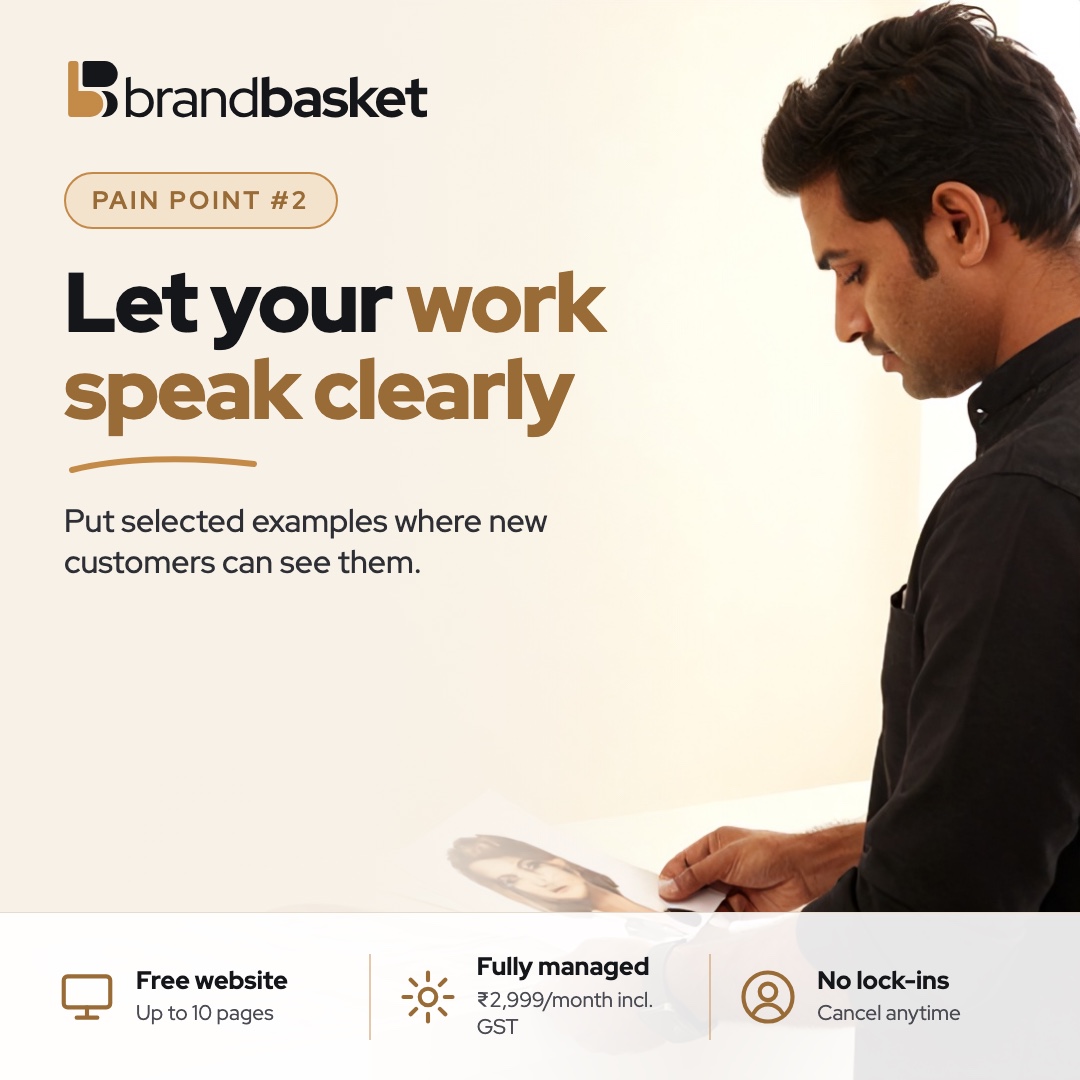 brandbasket
PAIN POINT #2
Let your work
speak clearly
Put selected examples where new
customers can see them.
Free website
Up to 10 pages
Fully managed
₹2,999/month incl.
GST
No lock-ins
Cancel anytime